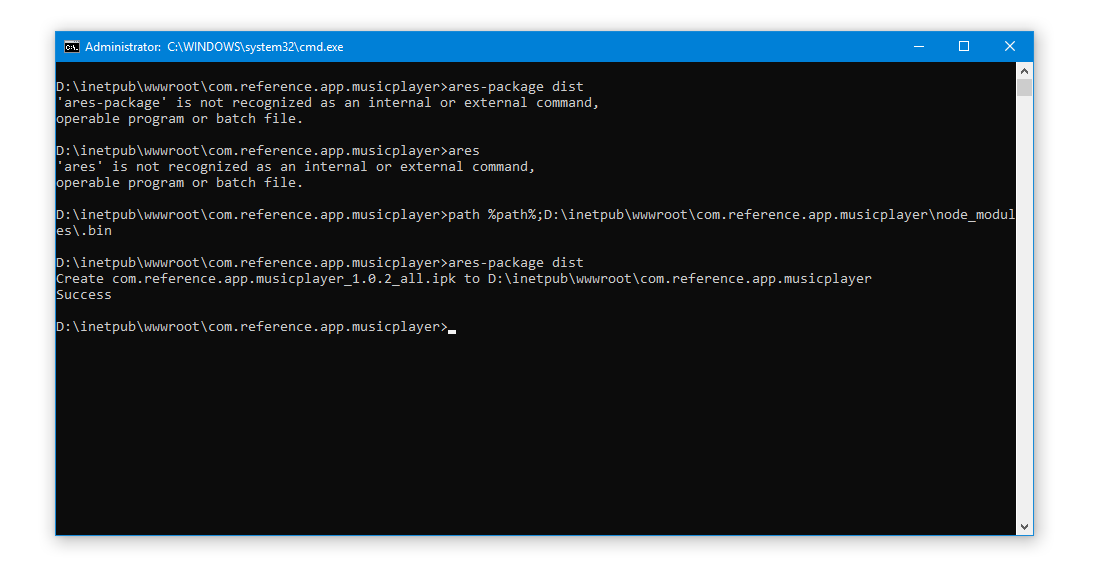 Administrator: C:\WINDOWS\system32\cmd.exe
D:\inetpub\wwwroot\com.reference.app.musicplayer>ares-package dist
'ares-package' is not recognized as an internal or external command,
operable program or batch file.
D:\inetpub\wwwroot\com.reference.app.musicplayer>ares
'ares' is not recognized as an internal or external command,
operable program or batch file.
D:\inetpub\wwwroot\com.reference.app.musicplayer>path %path%;D:\inetpub\wwwroot\com.reference.app.musicplayer\node_modul
es\.bin
D:\inetpub\wwwroot\com.reference.app.musicplayer>ares-package dist
Create com.reference.app.musicplayer_1.0.2_all.ipk to D:\inetpub\wwwroot\com.reference.app.musicplayer
Success
D:\inetpub\wwwroot\com.reference.app.musicplayer>